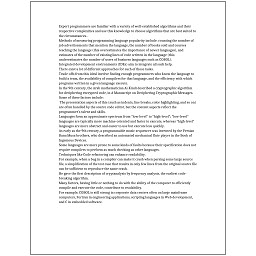 Expert programmers are familiar with a variety of well-established algorithms and their
respective complexities and use this knowledge to choose algorithms that are best suited to
the circumstances.
Methods of measuring programming language popularity include: counting the number of
job advertisements that mention the language, the number of books sold and courses
teaching the language (this overestimates the importance of newer languages), and
estimates of the number of existing lines of code written in the language (this
underestimates the number of users of business languages such as COBOL).
Integrated development environments (IDEs) aim to integrate all such help.
There exist a lot of different approaches for each of those tasks.
Trade-offs from this ideal involve finding enough programmers who know the language to
build a team, the availability of compilers for that language, and the efficiency with which
programs written in a given language execute.
In the 9th century, the Arab mathematician Al-Kindi described a cryptographic algorithm
for deciphering encrypted code, in A Manuscript on Deciphering Cryptographic Messages.
Some of these factors include:
The presentation aspects of this (such as indents, line breaks, color highlighting, and so on)
are often handled by the source code editor, but the content aspects reflect the
programmer's talent and skills.
Languages form an approximate spectrum from "low-level" to "high-level"; "low-level"
languages are typically more machine-oriented and faster to execute, whereas "high-level"
languages are more abstract and easier to use but execute less quickly.
As early as the 9th century, a programmable music sequencer was invented by the Persian
Banu Musa brothers, who described an automated mechanical flute player in the Book of
Ingenious Devices.
Some languages are more prone to some kinds of faults because their specification does not
require compilers to perform as much checking as other languages.
Techniques like Code refactoring can enhance readability.
For example, when a bug in a compiler can make it crash when parsing some large source
file, a simplification of the test case that results in only few lines from the original source file
can be sufficient to reproduce the same crash.
He gave the first description of cryptanalysis by frequency analysis, the earliest code-
breaking algorithm.
Many factors, having little or nothing to do with the ability of the computer to efficiently
compile and execute the code, contribute to readability.
For example, COBOL is still strong in corporate data centers often on large mainframe
computers, Fortran in engineering applications, scripting languages in Web development,
and C in embedded software.